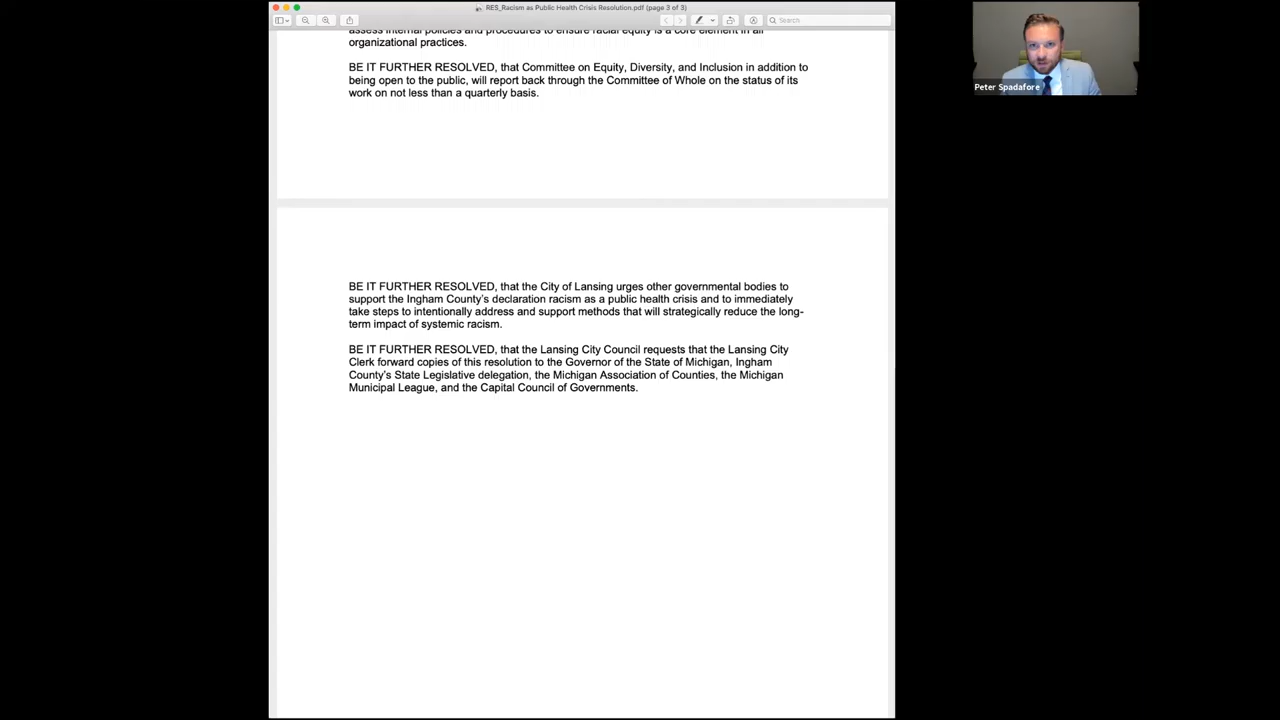 RES_Racism as Public Health Crisis Resolution.pdf (page 3 of 3)
Search
Peter Spadafore
assess internal policies and procedures to ensure racial equity is a core element in all
organizational practices.
BE IT FURTHER RESOLVED, that Committee on Equity, Diversity, and Inclusion in addition to
being open to the public, will report back through the Committee of Whole on the status of its
work on not less than a quarterly basis.
BE IT FURTHER RESOLVED, that the City of Lansing urges other governmental bodies to
support the Ingham County's declaration racism as a public health crisis and to immediately
take steps to intentionally address and support methods that will strategically reduce the long-
term impact of systemic racism.
BE IT FURTHER RESOLVED, that the Lansing City Council requests that the Lansing City
Clerk forward copies of this resolution to the Governor of the State of Michigan, Ingham
County's State Legislative delegation, the Michigan Association of Counties, the Michigan
Municipal League, and the Capital Council of Governments.